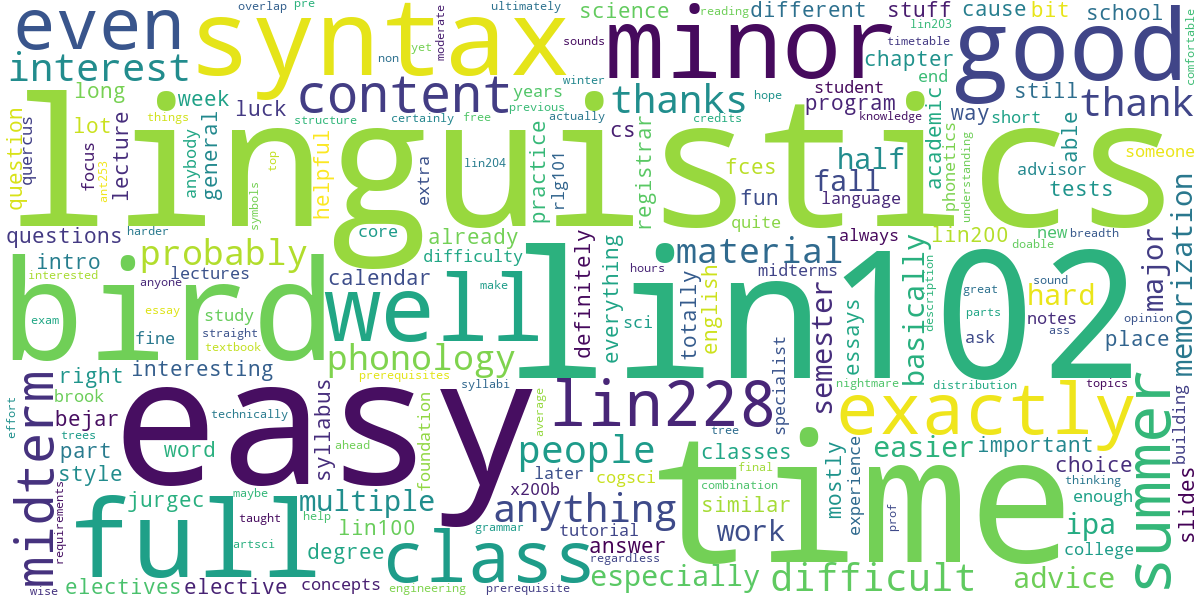 overlap pre ultimately science different stuff cause bit school reading lin203
even syntax minor good
non yet moderate sounds timetable comfortable
interest content thanks chapter end still thank
winter hope student program knowledge way
long week luck years previous
linguistics
question quercus things lot focus ant253 lecture anybody general symbols helpful top structure certainly free actually credits
extra lin204 practice rlg101 cs registrar fces fun quite half fall language
academic phonetics understanding short advisor able tests someone
harder core already
questions probably difficulty material always lin200 new breadth doable memorization
intro lectures calendar hours midterms
bird well lin102
interested anyone make definitely everything sci totally english essays basically description great sound parts hard notes opinion major
exam essay study straight fine textbook ask ass place
phonology
right interesting prerequisites syllabi specialist semester nightmare distribution topics
midterm easy lin228 exactly summer
effort brook bejar technically syllabus ahead foundation average tree
trees part word people classes easier important building
style later cogsci final choice thinking
jurgec maybe multiple x200b anything combination similar mostly experience enough slides
full time
requirements taught help lin100 grammar tutorial work prof ipa
artsci degree class answer regardless college
wise electives elective concepts engineering prerequisite especially difficult advice